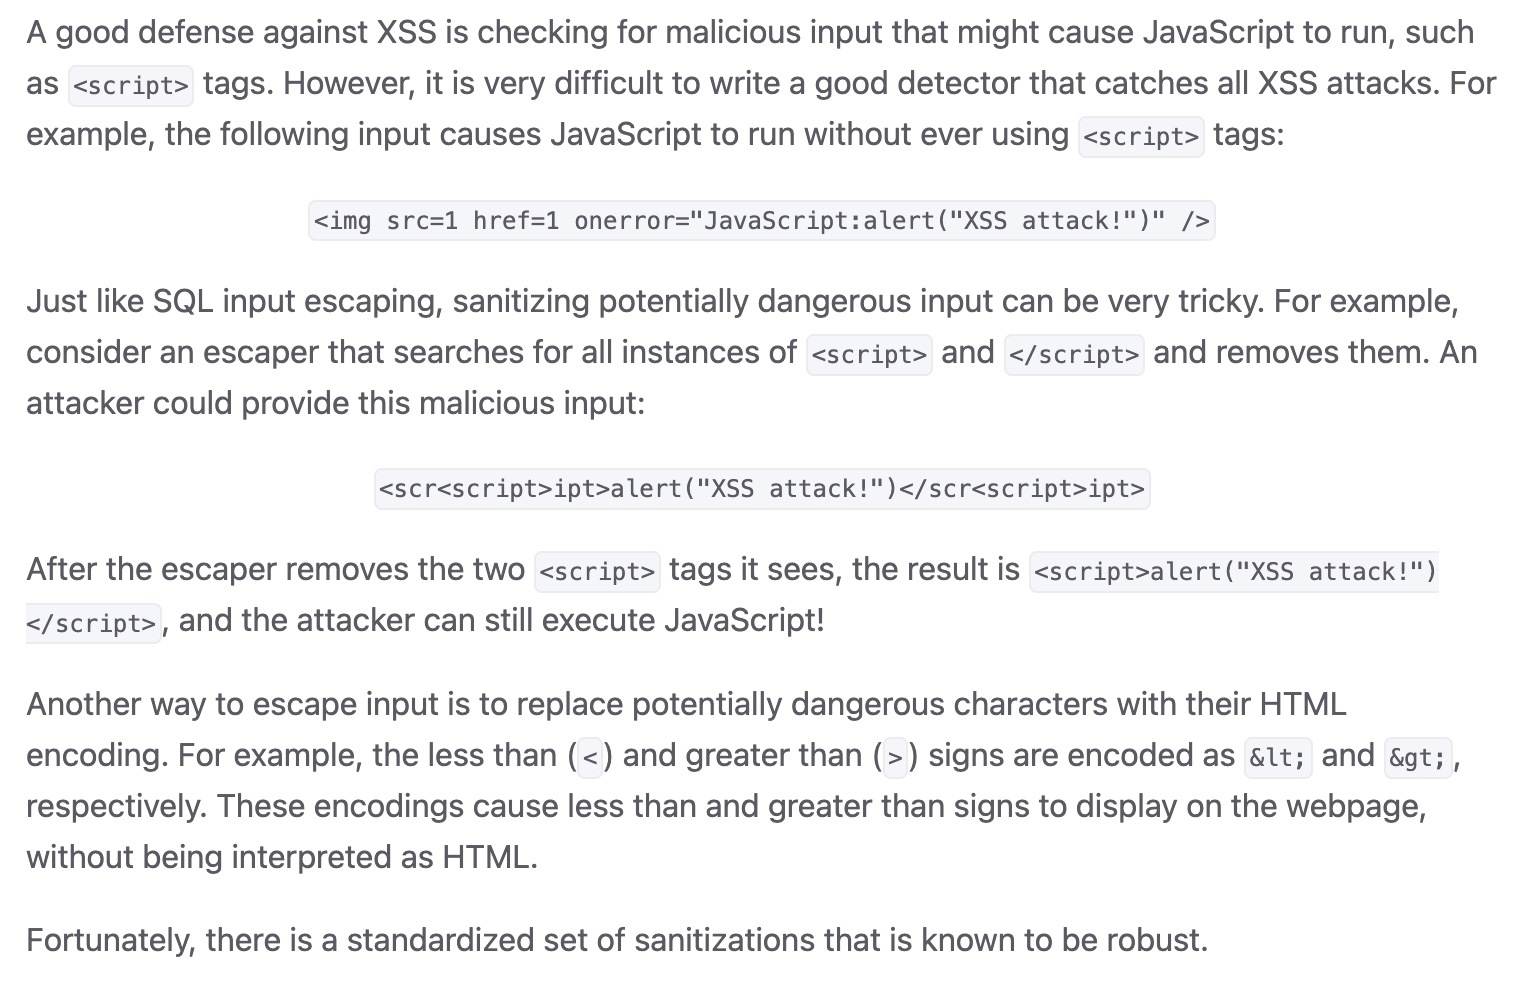 A good defense against XSS is checking for malicious input that might cause JavaScript to run, such
as <script> tags. However, it is very difficult to write a good detector that catches all XSS attacks. For
example, the following input causes JavaScript to run without ever using <script> tags:
<img src=1 href=1 onerror="JavaScript:alert("XSS attack!")" />
Just like SQL input escaping, sanitizing potentially dangerous input can be very tricky. For example,
consider an escaper that searches for all instances of <script> and </script> and removes them. An
attacker could provide this malicious input:
<scr<script>ipt>alert("XSS attack!")</scr<script>ipt>
After the escaper removes the two <script> tags it sees, the result is <script>alert("XSS attack!")
</script>, and the attacker can still execute JavaScript!
Another way to escape input is to replace potentially dangerous characters with their HTML
encoding. For example, the less than (<) and greater than (>) signs are encoded as &lt; and &gt;,
respectively. These encodings cause less than and greater than signs to display on the webpage,
without being interpreted as HTML.
Fortunately, there is a standardized set of sanitizations that is known to be robust.